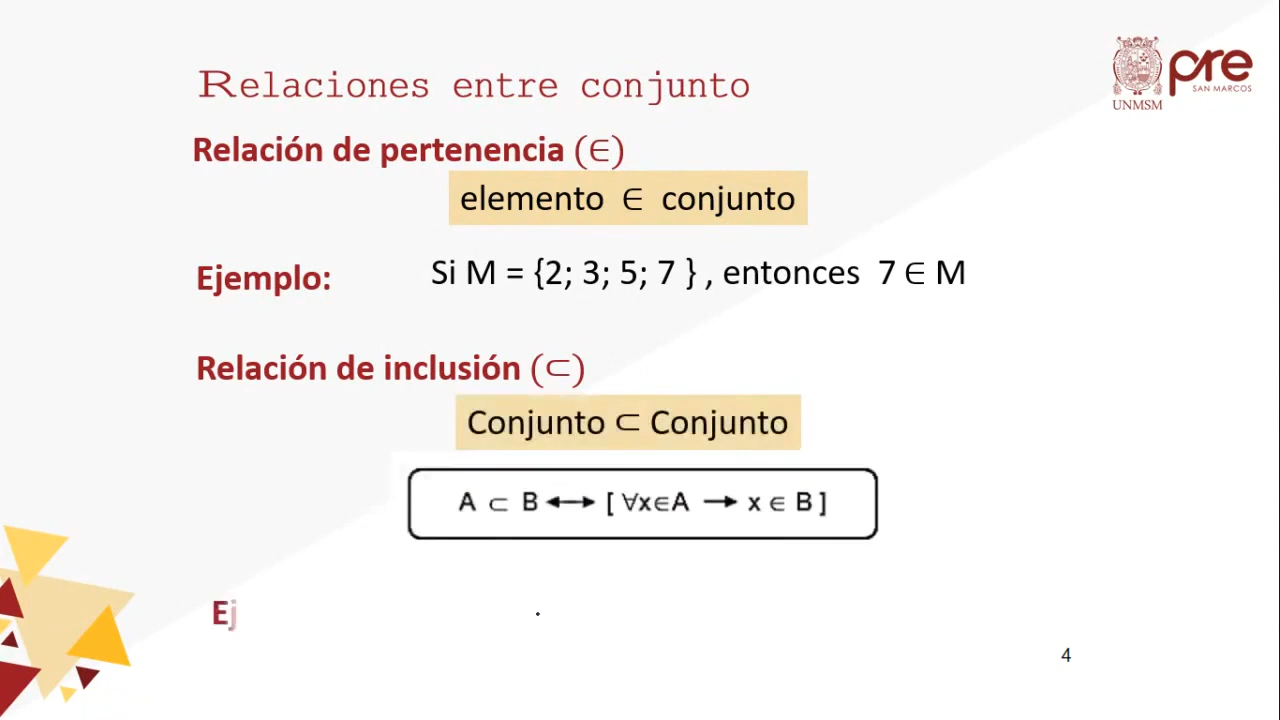 Relaciones entre conjunto
pre
SAN MARCOS
UNMSM
Relación de pertenencia (∈)
elemento ∈ conjunto
Ejemplo:
Si M = {2; 3; 5; 7 } , entonces 7 ∈ M
Relación de inclusión (⊂)
Conjunto ⊂ Conjunto
A ⊂ B ↔ [ ∀x∈A → x ∈ B ]
Ej
4